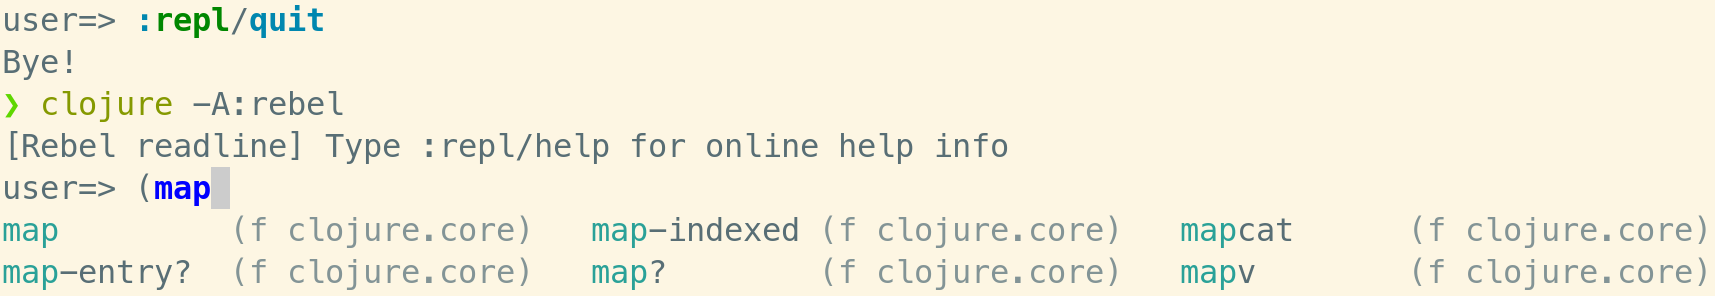 user=> :repl/quit
Bye!
❯ clojure -A:rebel
[Rebel readline] Type :repl/help for online help info
user=> (map
map         (f clojure.core)   map-indexed (f clojure.core)   mapcat      (f clojure.core)
map-entry?  (f clojure.core)   map?        (f clojure.core)   mapv        (f clojure.core)